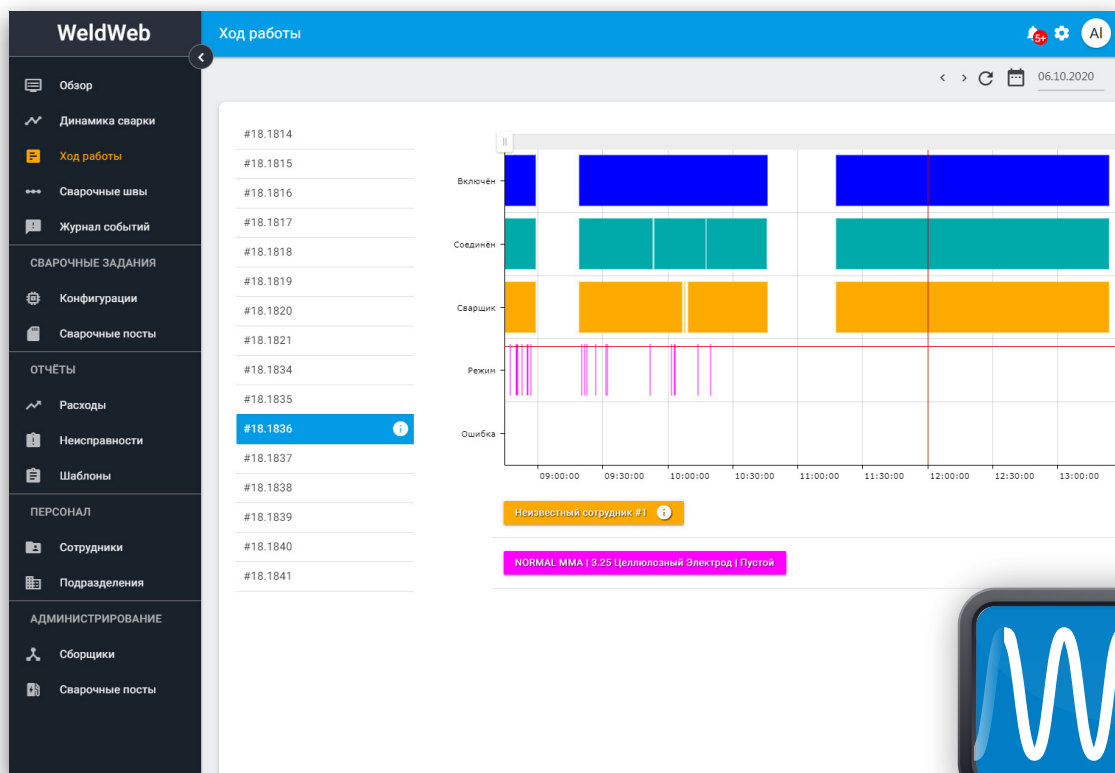 WeldWeb
Ход работы
5+
AI
06.10.2020
Обзор
Динамика сварки
Ход работы
Сварочные швы
Журнал событий
СВАРОЧНЫЕ ЗАДАНИЯ
Конфигурации
Сварочные посты
ОТЧЁТЫ
Расходы
Неисправности
Шаблоны
ПЕРСОНАЛ
Сотрудники
Подразделения
АДМИНИСТРИРОВАНИЕ
Сборщики
Сварочные посты
#18.1814
#18.1815
#18.1816
#18.1817
#18.1818
#18.1819
#18.1820
#18.1821
#18.1834
#18.1835
#18.1836
#18.1837
#18.1838
#18.1839
#18.1840
#18.1841
Включён
Соединён
Сварщик
Режим
Ошибка
09:00:00 09:30:00 10:00:00 10:30:00 11:00:00 11:30:00 12:00:00 12:30:00 13:00:00
Неизвестный сотрудник #1
NORMAL MMA | 3.25 Целлюлозный Электрод | Пустой